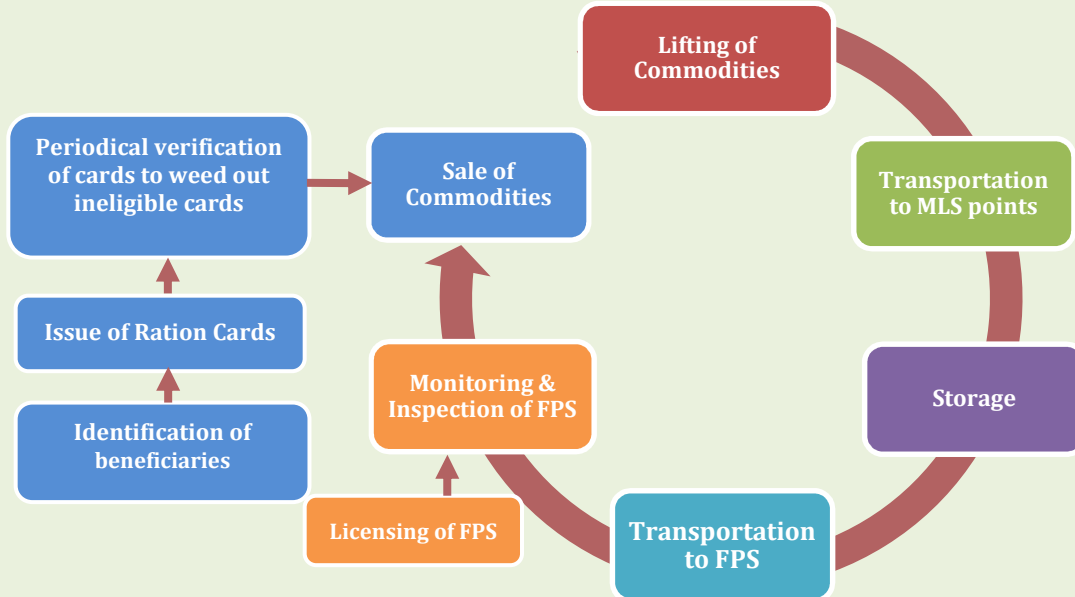 Lifting of
Commodities
Periodical verification
of cards to weed out
ineligible cards
Sale of
Commodities
Transportation
to MLS points
Issue of Ration Cards
Monitoring &
Inspection of FPS
Storage
Identification of
beneficiaries
Licensing of FPS
Transportation
to FPS